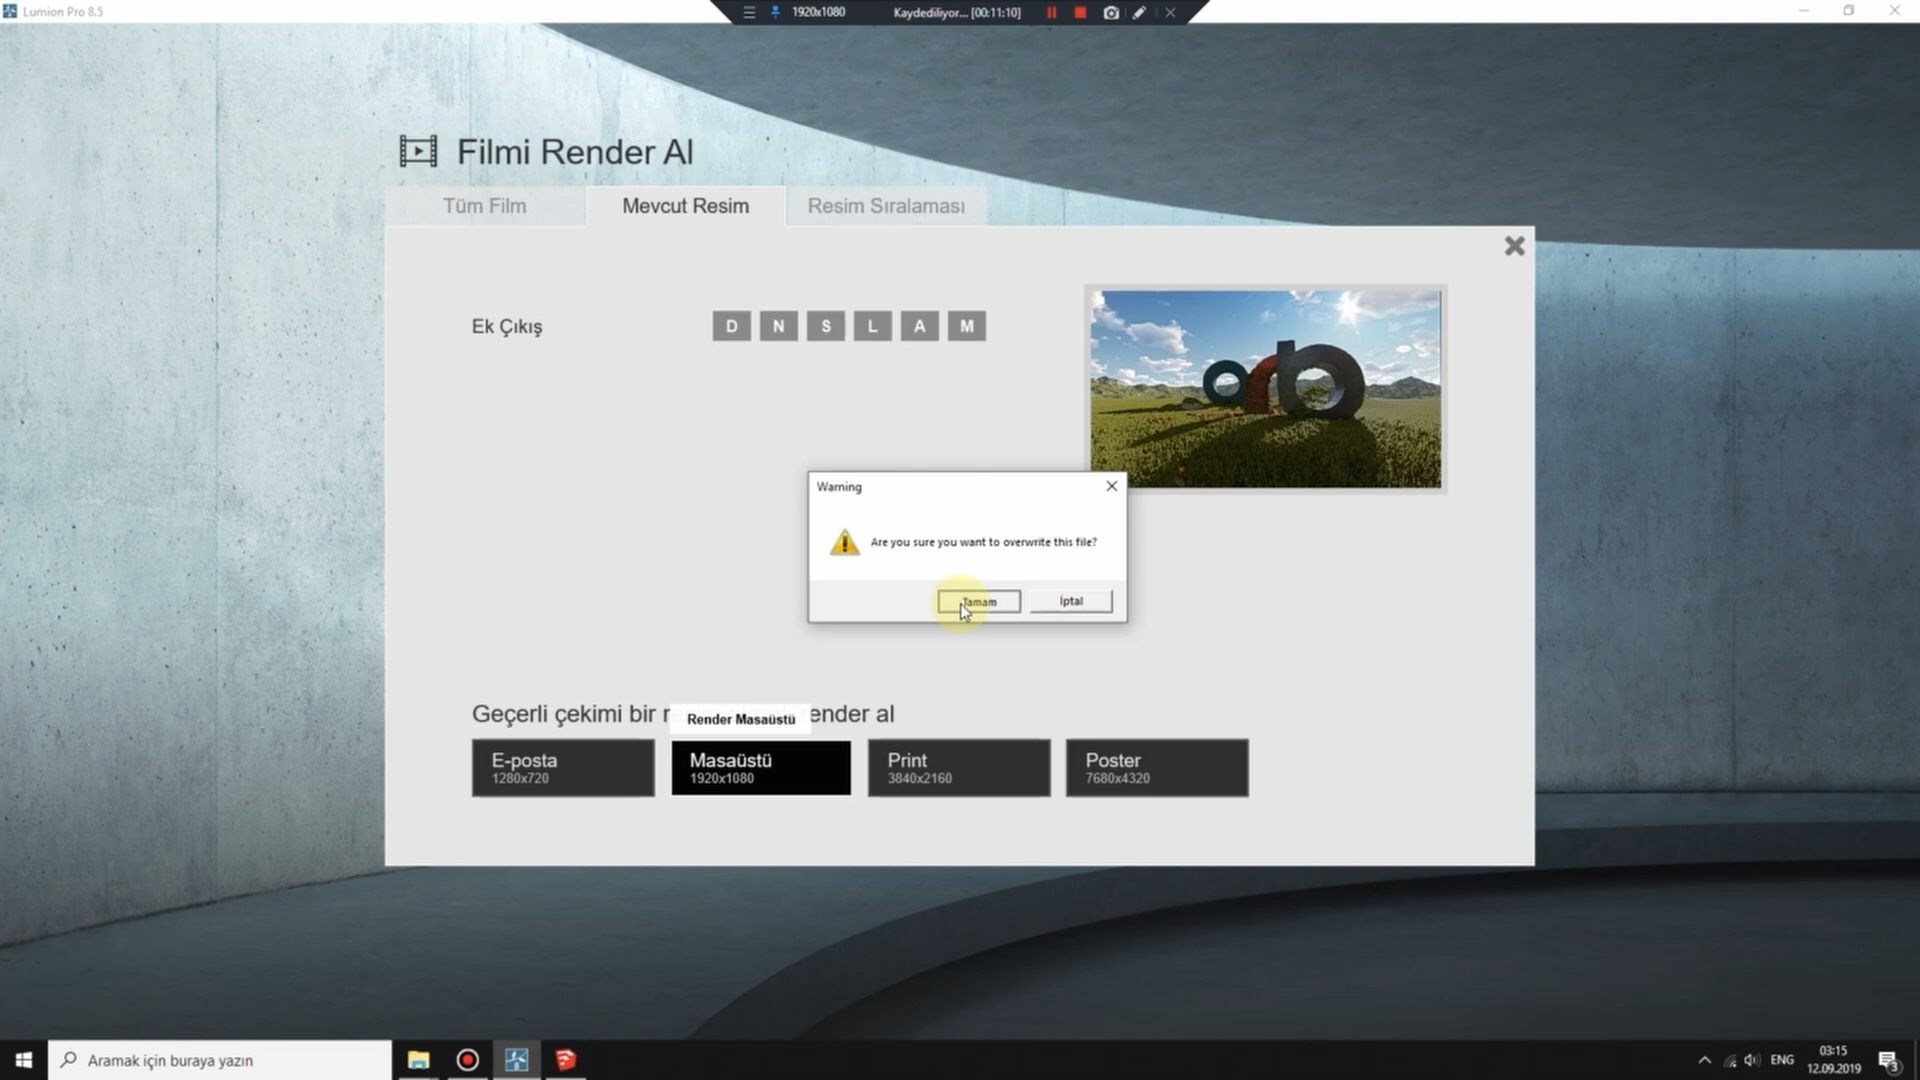 Lumion Pro 8.5
1920x1080
Kaydediliyor... [00:11:10]
Filmi Render Al
Tüm Film
Mevcut Resim
Resim Sıralaması
Ek Çıkış
D N S L A M
arb
Warning
Are you sure you want to overwrite this file?
Tamam
İptal
Geçerli çekimi bir r
ender al
Render Masaüstü
E-posta
1280x720
Masaüstü
1920x1080
Print
3840x2160
Poster
7680x4320
Aramak için buraya yazın
ENG
03:15
12.09.2019
3